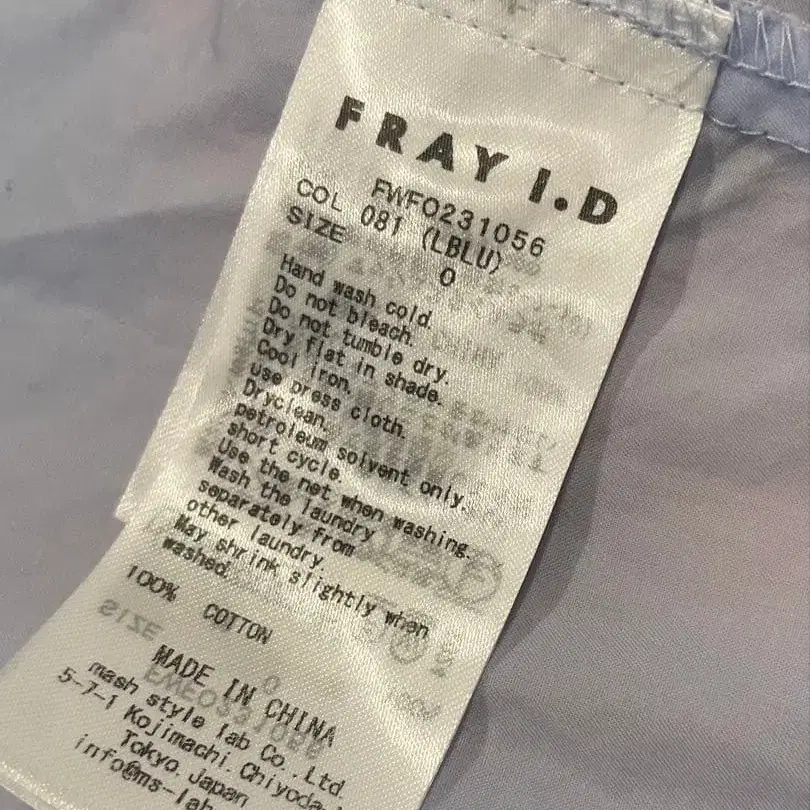 FRAY I.D
FWFO231056
COL 081 (LBLU)
SIZE 0
Hand wash cold.
Do not bleach.
Do not tumble dry.
Dry flat in shade.
Cool iron.
use press cloth.
Dryclean.
petroleum solvent only.
short cycle.
Use the net when washing.
Wash the laundry
separately from
other laundry.
May shrink slightly when
washed.
100% COTTON
MADE IN CHINA
mash style lab Co.,Ltd.
5-7-1 Kojimachi.Chiyoda-
Tokyo.Japan
info@ms-lab